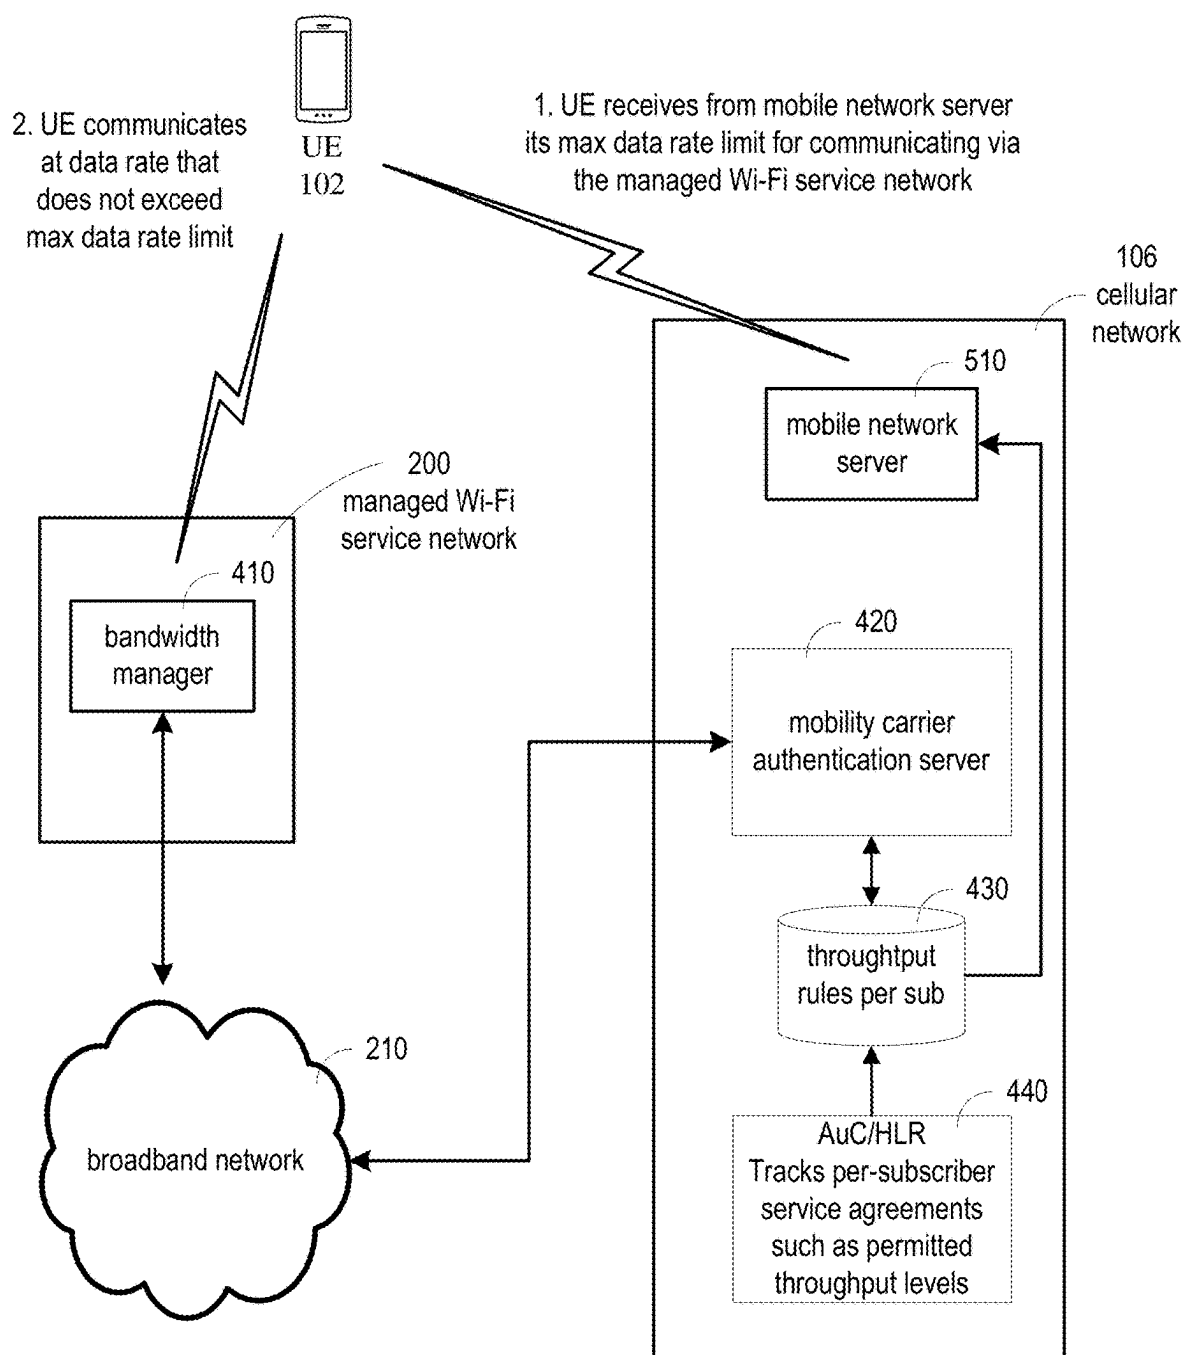 UE
102
2. UE communicates
at data rate that
does not exceed
max data rate limit
1. UE receives from mobile network server
its max data rate limit for communicating via
the managed Wi-Fi service network
106
cellular
network
510
mobile network
server
200
managed Wi-Fi
service network
410
bandwidth
manager
420
mobility carrier
authentication server
430
throughtput
rules per sub
210
broadband network
440
AuC/HLR
Tracks per-subscriber
service agreements
such as permitted
throughput levels